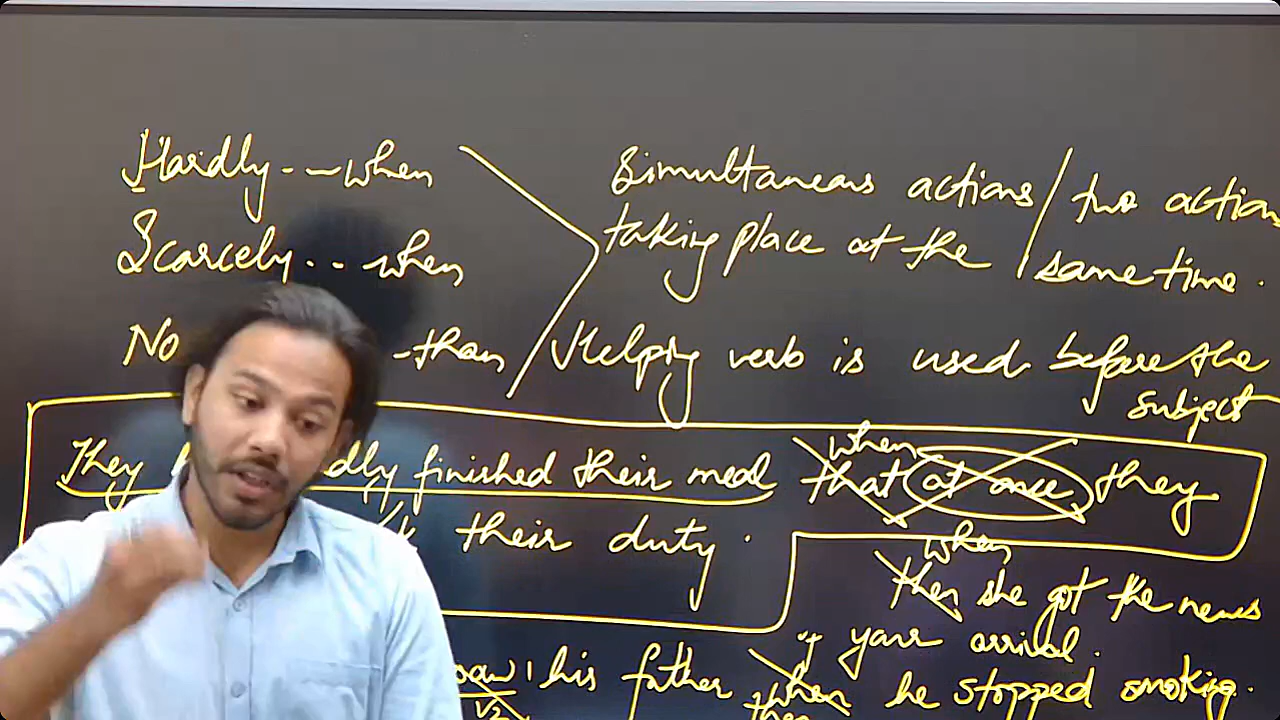 Hardly - - when
Simultaneous actions / two action
Scarcely . . when
taking place at the same time .
No -than / Helping verb is used before the
subject
when
They dly finished their meal that at once they
their duty .
when
then she got the news
of your arrival .
saw his father when he stopped smoking .
V2 then